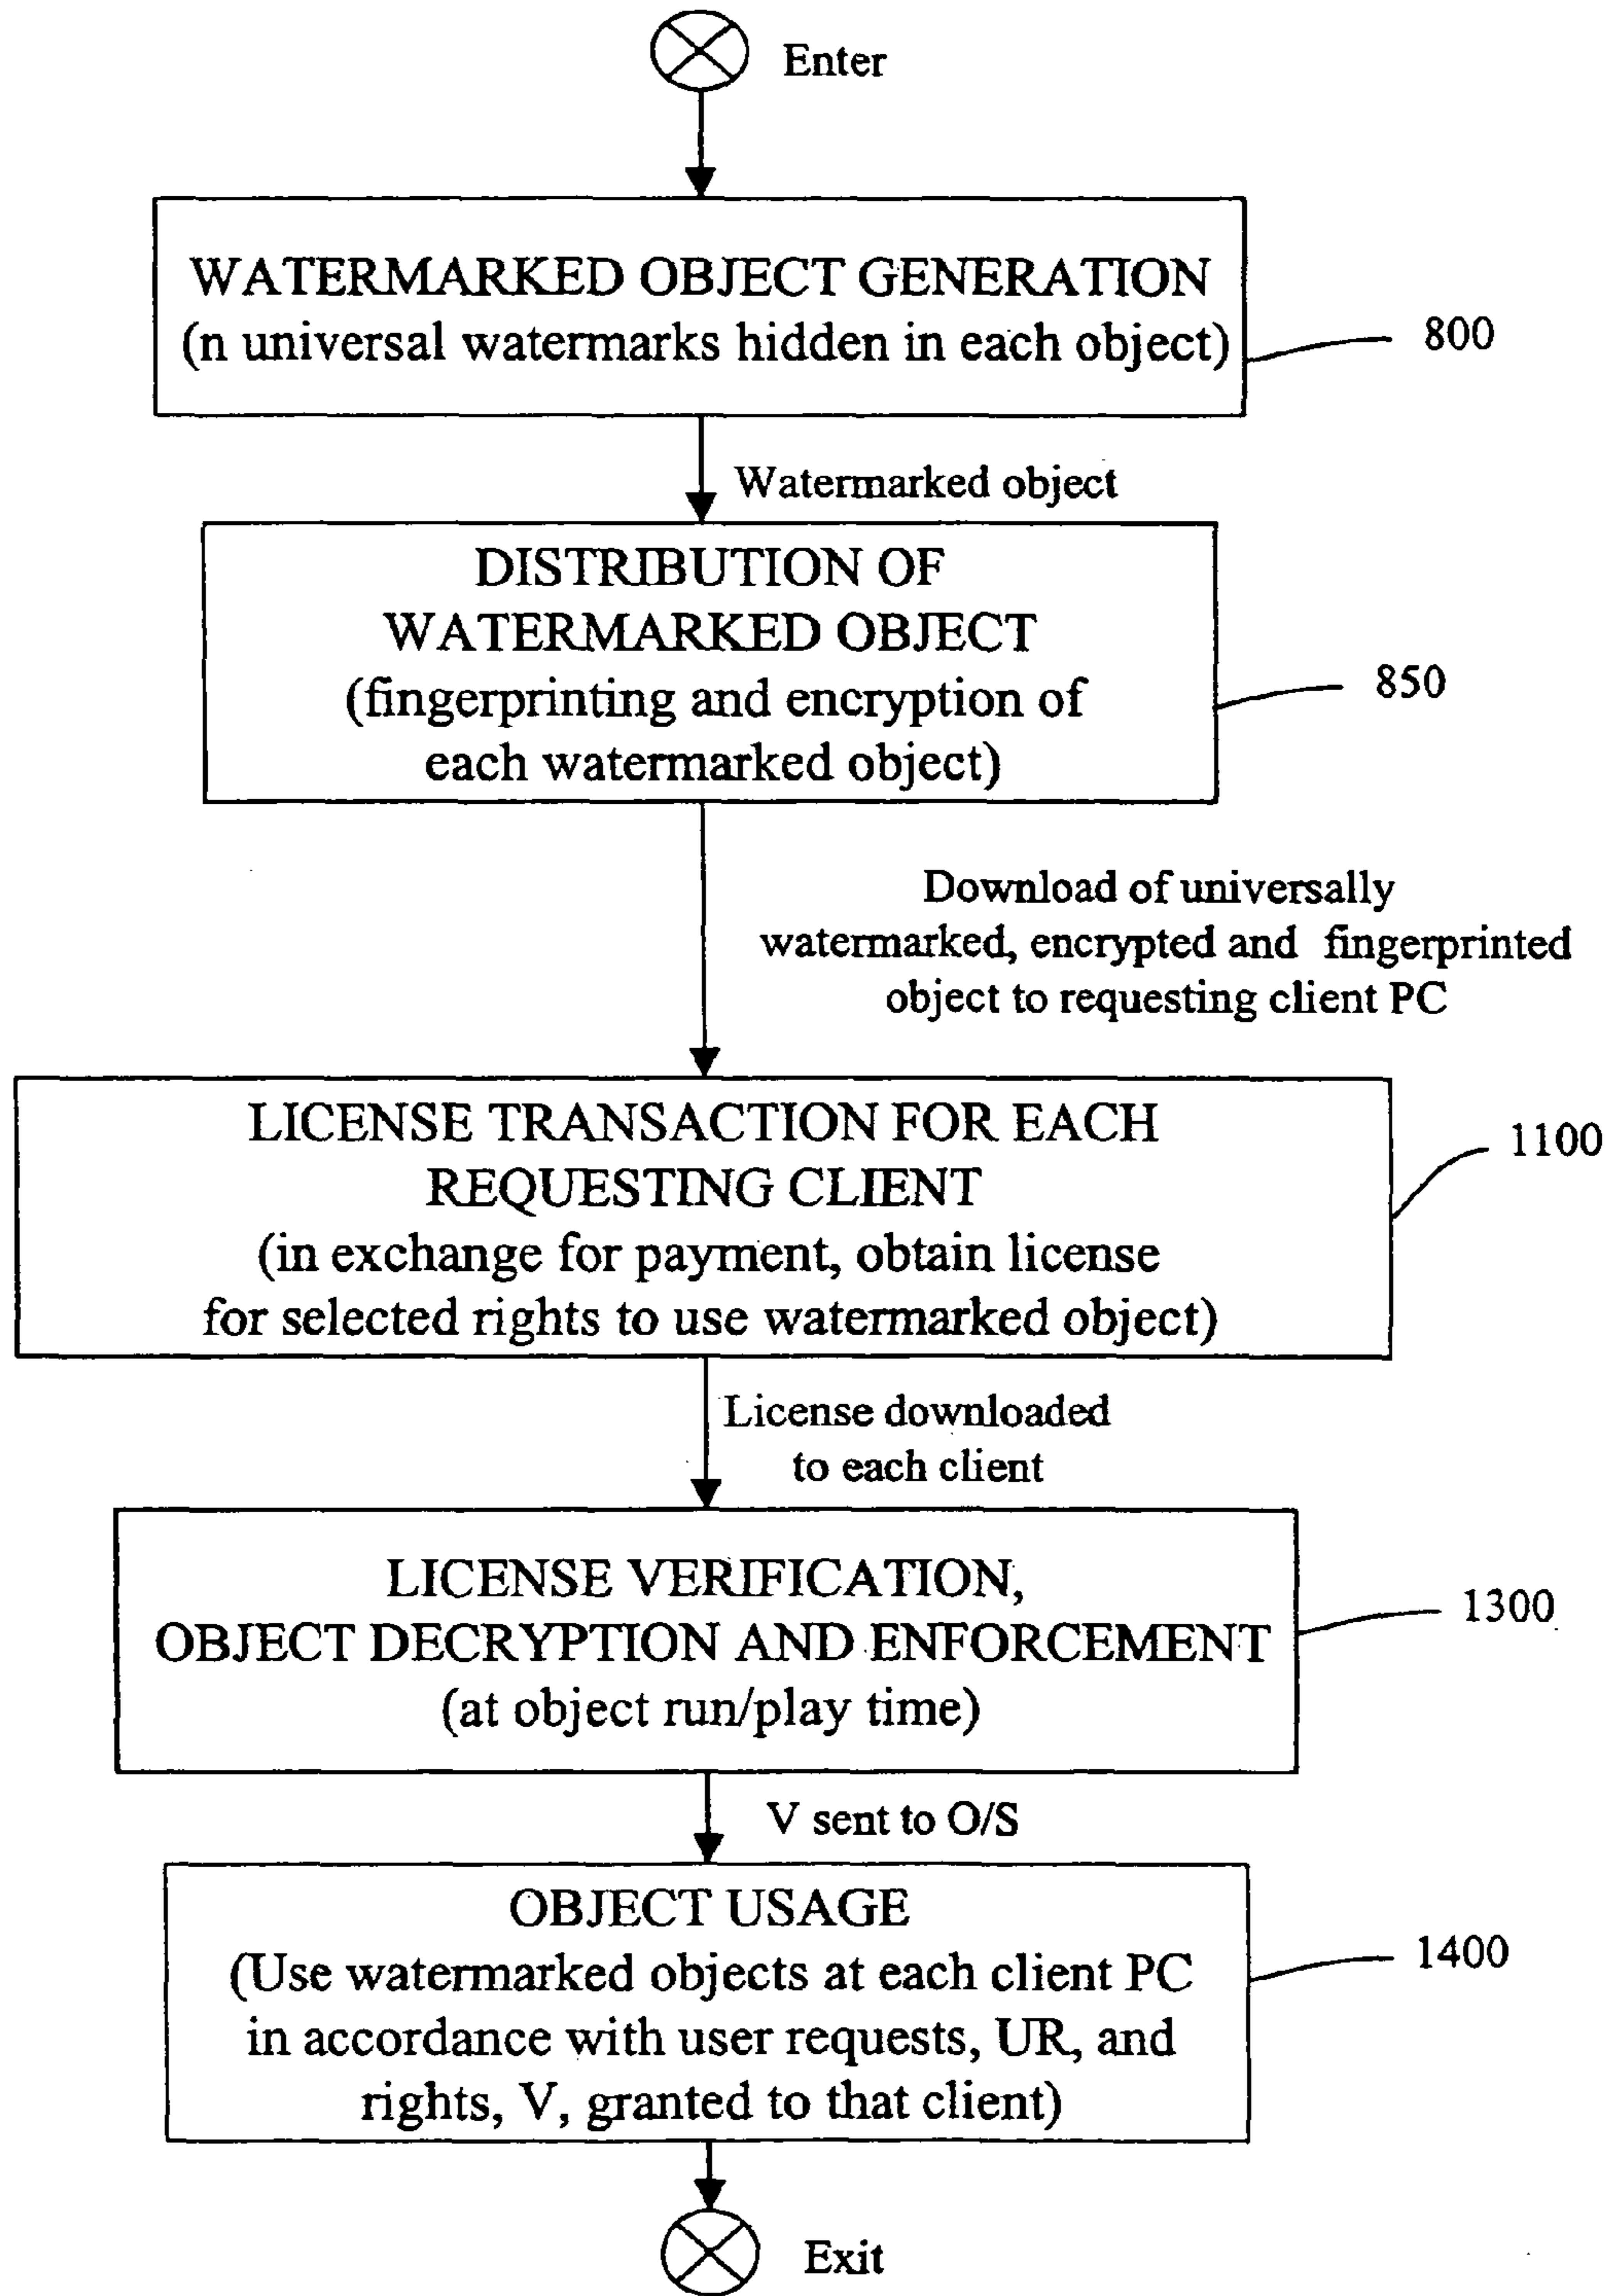 Enter
WATERMARKED OBJECT GENERATION
(n universal watermarks hidden in each object)
800
Watermarked object
DISTRIBUTION OF
WATERMARKED OBJECT
(fingerprinting and encryption of
each watermarked object)
850
Download of universally
watermarked, encrypted and fingerprinted
object to requesting client PC
LICENSE TRANSACTION FOR EACH
REQUESTING CLIENT
(in exchange for payment, obtain license
for selected rights to use watermarked object)
1100
License downloaded
to each client
LICENSE VERIFICATION,
OBJECT DECRYPTION AND ENFORCEMENT
(at object run/play time)
1300
V sent to O/S
OBJECT USAGE
(Use watermarked objects at each client PC
in accordance with user requests, UR, and
rights, V, granted to that client)
1400
Exit